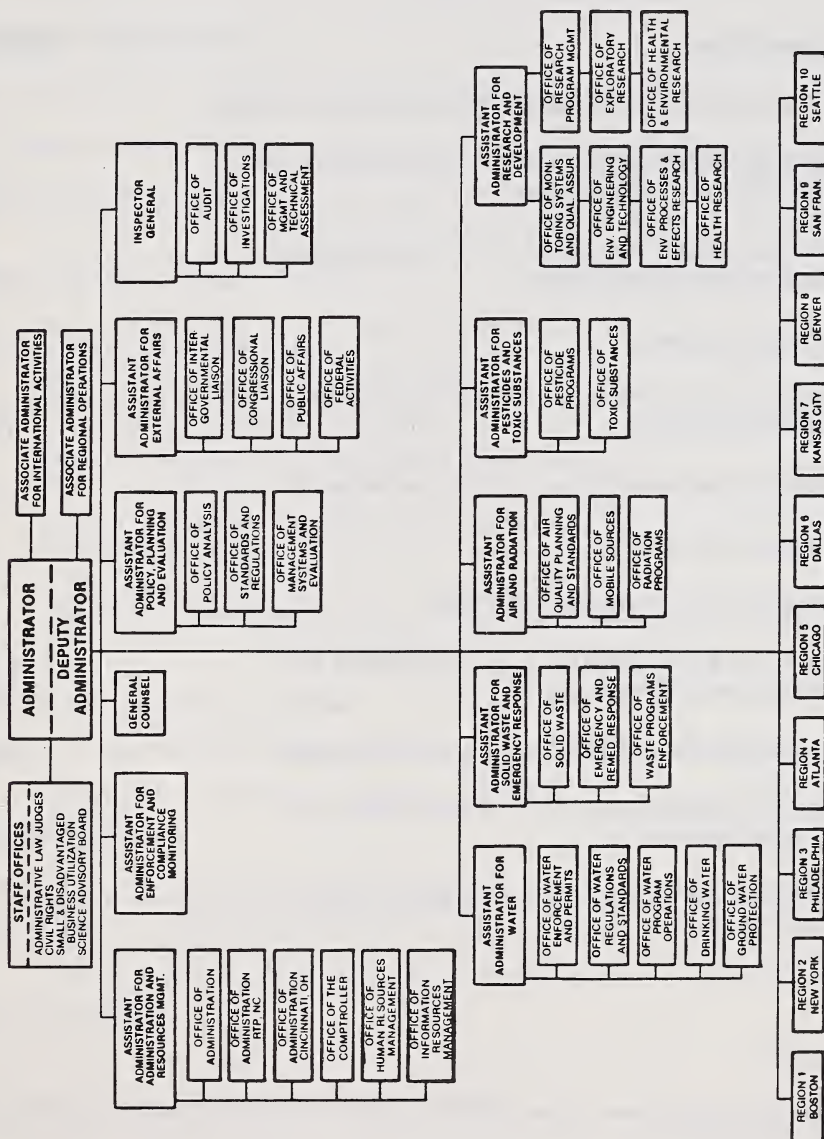 ADMINISTRATOR
DEPUTY
ADMINISTRATOR
STAFF OFFICES
ADMINISTRATIVE LAW JUDGES
CIVIL RIGHTS
SMALL & DISADVANTAGED
BUSINESS UTILIZATION
SCIENCE ADVISORY BOARD
ASSOCIATE ADMINISTRATOR
FOR INTERNATIONAL ACTIVITIES
ASSOCIATE ADMINISTRATOR
FOR REGIONAL OPERATIONS
ASSISTANT
ADMINISTRATOR FOR
ADMINISTRATION AND
RESOURCES MGMT.
OFFICE OF
ADMINISTRATION
OFFICE OF
ADMINISTRATION
RTP, NC
OFFICE OF
ADMINISTRATION
CINCINNATI, OH
OFFICE OF THE
COMPTROLLER
OFFICE OF
HUMAN RESOURCES
MANAGEMENT
OFFICE OF
INFORMATION
RESOURCES
MANAGEMENT
ASSISTANT
ADMINISTRATOR FOR
ENFORCEMENT AND
COMPLIANCE
MONITORING
GENERAL
COUNSEL
ASSISTANT
ADMINISTRATOR FOR
POLICY, PLANNING
AND EVALUATION
OFFICE OF
POLICY ANALYSIS
OFFICE OF
STANDARDS AND
REGULATIONS
OFFICE OF
MANAGEMENT
SYSTEMS AND
EVALUATION
ASSISTANT
ADMINISTRATOR FOR
EXTERNAL AFFAIRS
OFFICE OF INTER-
GOVERNMENTAL
LIAISON
OFFICE OF
CONGRESSIONAL
LIAISON
OFFICE OF
PUBLIC AFFAIRS
OFFICE OF
FEDERAL
ACTIVITIES
INSPECTOR
GENERAL
OFFICE OF
AUDIT
OFFICE OF
INVESTIGATIONS
OFFICE OF
MGMT AND
TECHNICAL
ASSESSMENT
ASSISTANT
ADMINISTRATOR FOR
WATER
OFFICE OF WATER
ENFORCEMENT
AND PERMITS
OFFICE OF WATER
REGULATIONS
AND STANDARDS
OFFICE OF WATER
PROGRAM
OPERATIONS
OFFICE OF
DRINKING WATER
OFFICE OF
GROUND WATER
PROTECTION
ASSISTANT
ADMINISTRATOR FOR
SOLID WASTE AND
EMERGENCY RESPONSE
OFFICE OF
SOLID WASTE
OFFICE OF
EMERGENCY AND
REMED RESPONSE
OFFICE OF
WASTE PROGRAMS
ENFORCEMENT
ASSISTANT
ADMINISTRATOR FOR
AIR AND RADIATION
OFFICE OF AIR
QUALITY PLANNING
AND STANDARDS
OFFICE OF
MOBILE SOURCES
OFFICE OF
RADIATION
PROGRAMS
ASSISTANT
ADMINISTRATOR FOR
PESTICIDES AND
TOXIC SUBSTANCES
OFFICE OF
PESTICIDE
PROGRAMS
OFFICE OF
TOXIC SUBSTANCES
ASSISTANT
ADMINISTRATOR FOR
RESEARCH AND
DEVELOPMENT
OFFICE OF MONI-
TORING SYSTEMS
AND QUAL. ASSUR
OFFICE OF
ENV. ENGINEERING
AND TECHNOLOGY
OFFICE OF
ENV PROCESSES &
EFFECTS RESEARCH
OFFICE OF
HEALTH RESEARCH
OFFICE OF
RESEARCH
PROGRAM MGMT
OFFICE OF
EXPLORATORY
RESEARCH
OFFICE OF HEALTH
& ENVIRONMENTAL
RESEARCH
REGION 1
BOSTON
REGION 2
NEW YORK
REGION 3
PHILADELPHIA
REGION 4
ATLANTA
REGION 5
CHICAGO
REGION 6
DALLAS
REGION 7
KANSAS CITY
REGION 8
DENVER
REGION 9
SAN FRAN.
REGION 10
SEATTLE